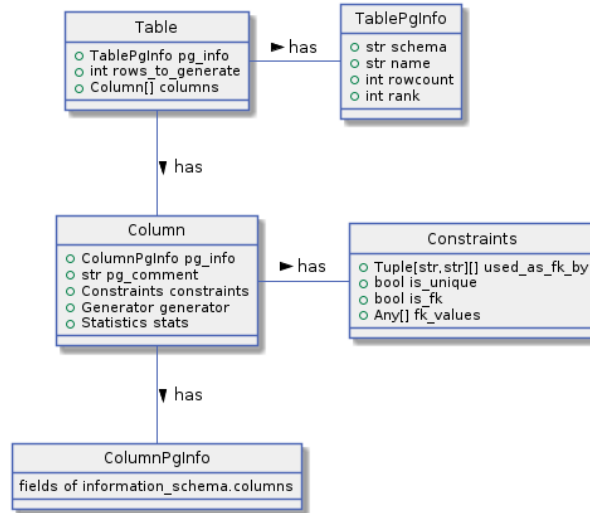 Table
TablePgInfo pg_info
int rows_to_generate
Column[] columns
has
TablePgInfo
str schema
str name
int rowcount
int rank
has
Column
ColumnPgInfo pg_info
str pg_comment
Constraints constraints
Generator generator
Statistics stats
has
Constraints
Tuple[str,str][] used_as_fk_by
bool is_unique
bool is_fk
Any[] fk_values
has
ColumnPgInfo
fields of information_schema.columns